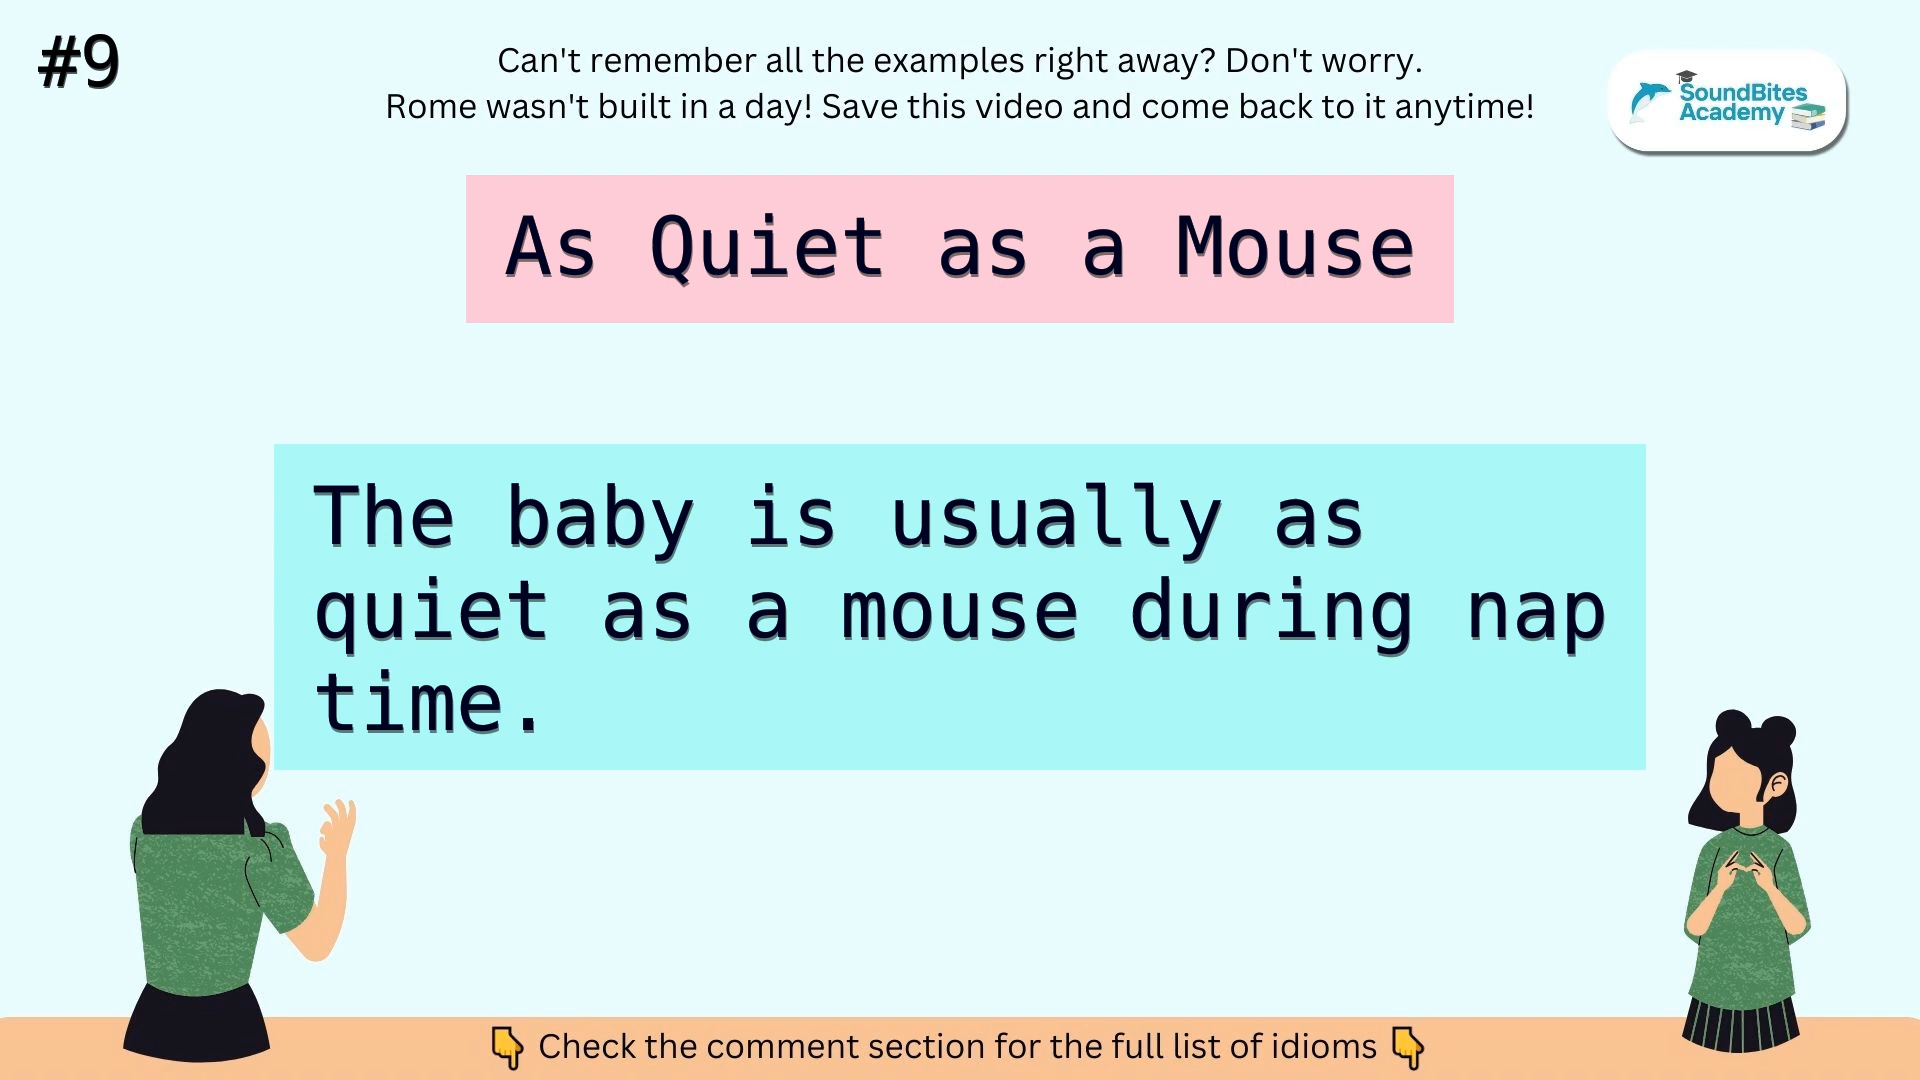 #9
Can't remember all the examples right away? Don't worry.
Rome wasn't built in a day! Save this video and come back to it anytime!
SoundBites
Academy
As Quiet as a Mouse
The baby is usually as
quiet as a mouse during nap
time.
👇 Check the comment section for the full list of idioms 👇